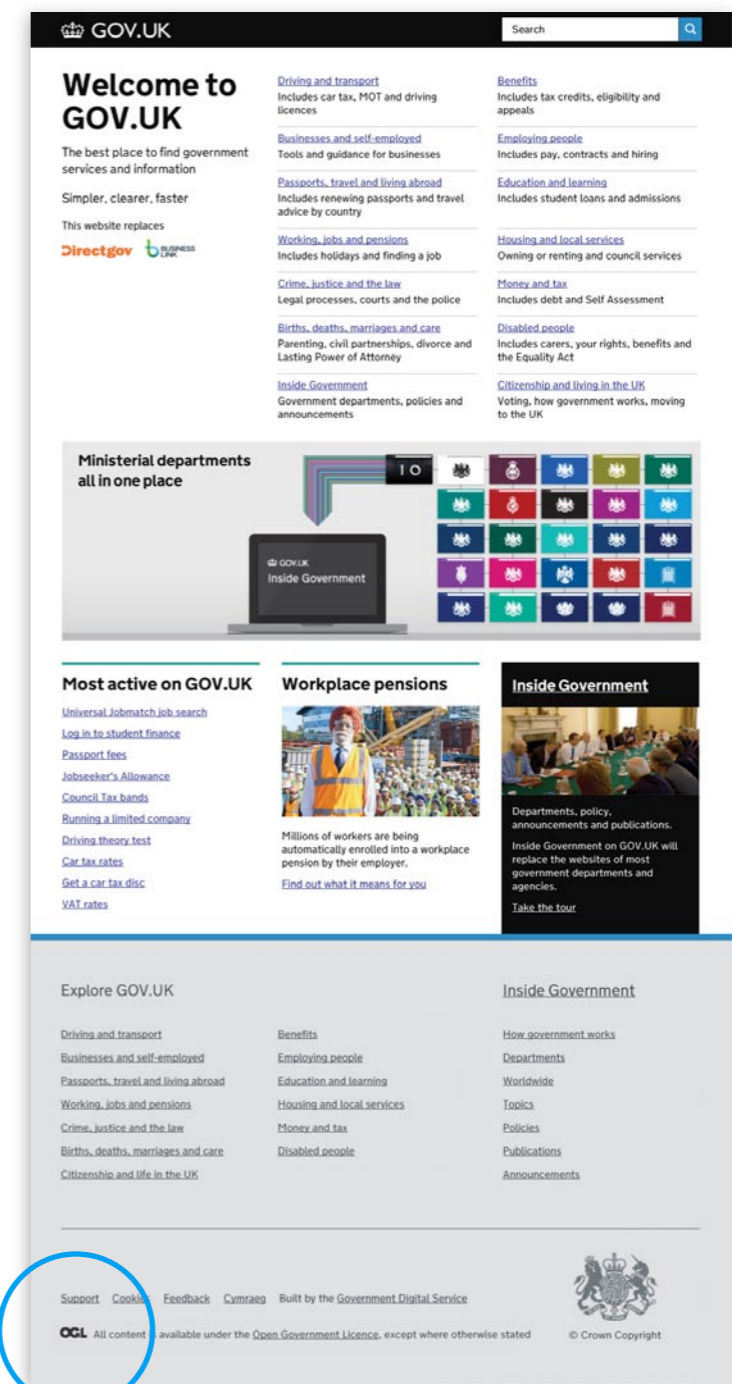 GOV.UK
Search
Welcome to
GOV.UK
The best place to find government
services and information
Simpler, clearer, faster
This website replaces
Directgov BUSINESS
LINK
Driving and transport
Includes car tax, MOT and driving
licences
Businesses and self-employed
Tools and guidance for businesses
Passports, travel and living abroad
Includes renewing passports and travel
advice by country
Working, jobs and pensions
Includes holidays and finding a job
Crime, justice and the law
Legal processes, courts and the police
Births, deaths, marriages and care
Parenting, civil partnerships, divorce and
Lasting Power of Attorney
Inside Government
Government departments, policies and
announcements
Benefits
Includes tax credits, eligibility and
appeals
Employing people
Includes pay, contracts and hiring
Education and learning
Includes student loans and admissions
Housing and local services
Owning or renting and council services
Money and tax
Includes debt and Self Assessment
Disabled people
Includes carers, your rights, benefits and
the Equality Act
Citizenship and living in the UK
Voting, how government works, moving
to the UK
Ministerial departments
all in one place
10
GOV.UK
Inside Government
Most active on GOV.UK
Universal Jobmatch job search
Log in to student finance
Passport fees
Jobseeker's Allowance
Council Tax bands
Running a limited company
Driving theory test
Car tax rates
Get a car tax disc
VAT rates
Workplace pensions
Millions of workers are being
automatically enrolled into a workplace
pension by their employer.
Find out what it means for you
Inside Government
Departments, policy,
announcements and publications.
Inside Government on GOV.UK will
replace the websites of most
government departments and
agencies.
Take the tour
Explore GOV.UK
Driving and transport
Businesses and self-employed
Passports, travel and living abroad
Working, jobs and pensions
Crime, justice and the law
Births, deaths, marriages and care
Citizenship and life in the UK
Benefits
Employing people
Education and learning
Housing and local services
Money and tax
Disabled people
Inside Government
How government works
Departments
Worldwide
Topics
Policies
Publications
Announcements
Support Cookies Feedback Cymraeg Built by the Government Digital Service
OGL All content is available under the Open Government Licence, except where otherwise stated
© Crown Copyright